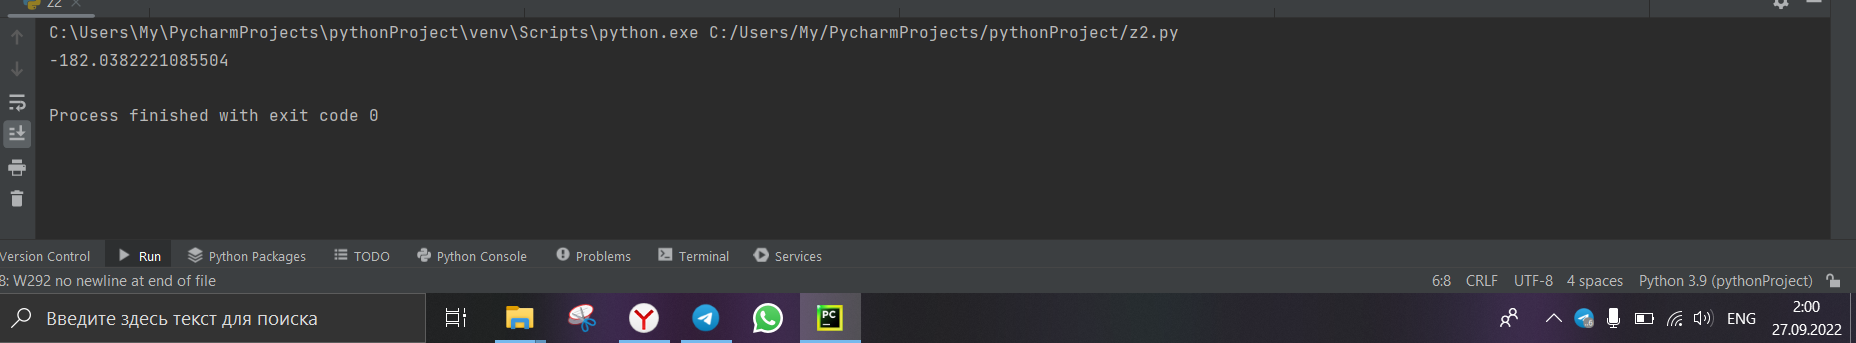 z2
C:\Users\My\PycharmProjects\pythonProject\venv\Scripts\python.exe C:/Users/My/PycharmProjects/pythonProject/z2.py
-182.0382221085504
Process finished with exit code 0
Version Control Run Python Packages TODO Python Console Problems Terminal Services
8: W292 no newline at end of file 6:8 CRLF UTF-8 4 spaces Python 3.9 (pythonProject)
Введите здесь текст для поиска PC ENG 2:00
27.09.2022